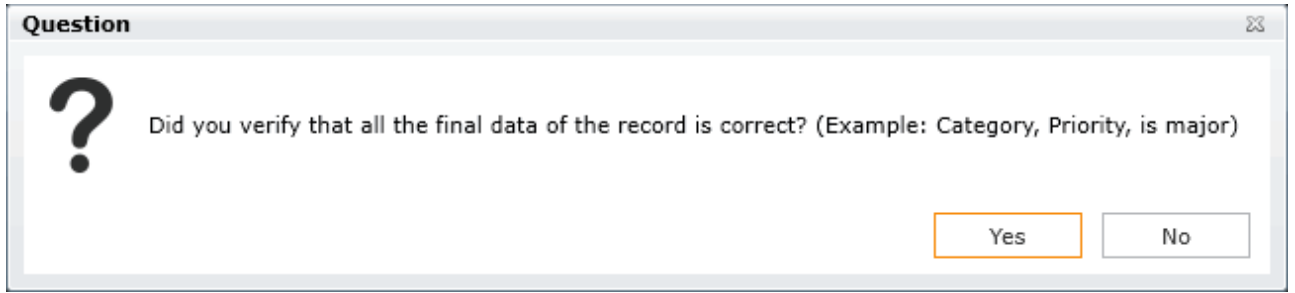 Question
Did you verify that all the final data of the record is correct? (Example: Category, Priority, is major)
Yes
No